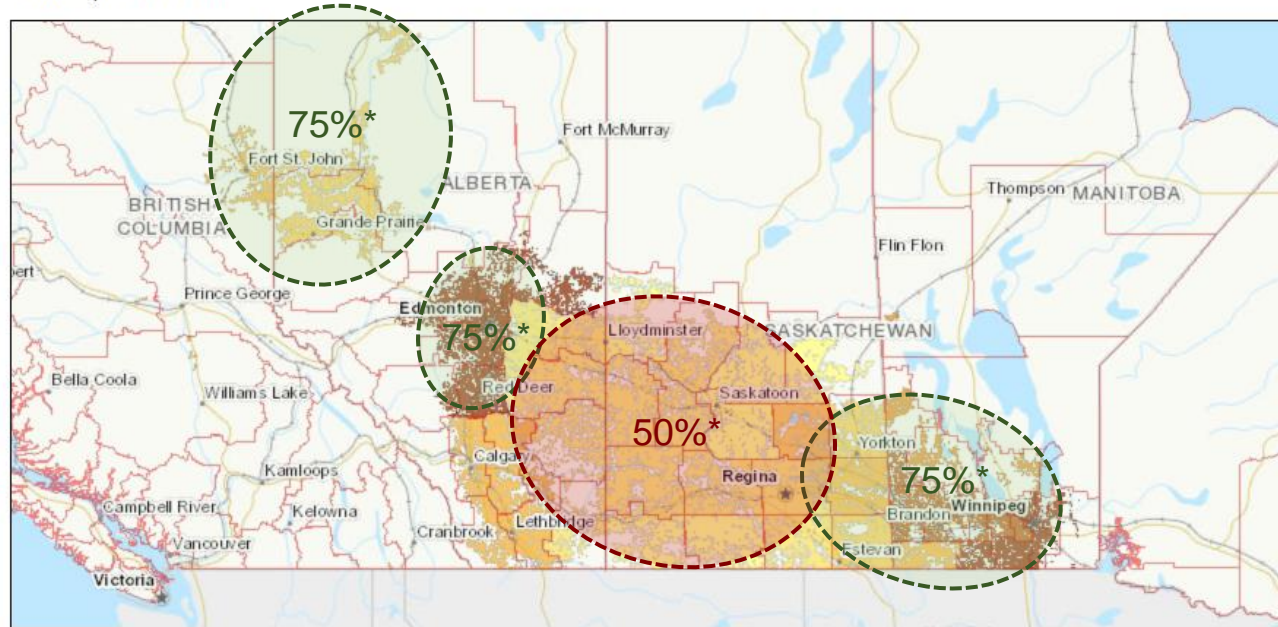 75%*
Fort McMurray
Fort St. John
ALBERTA
Thompson
MANITOBA
BRITISH
COLUMBIA
Grande Prairie
Flin Flon
Prince George
Edmonton
75%*
Lloydminster
SASKATCHEWAN
Bella Coola
Williams Lake
Red Deer
Saskatoon
50%*
Yorkton
Calgary
Kamloops
Regina
75%*
Campbell River
Kelowna
Brandon
Winnipeg
Cranbrook
Lethbridge
Vancouver
Estevan
Victoria